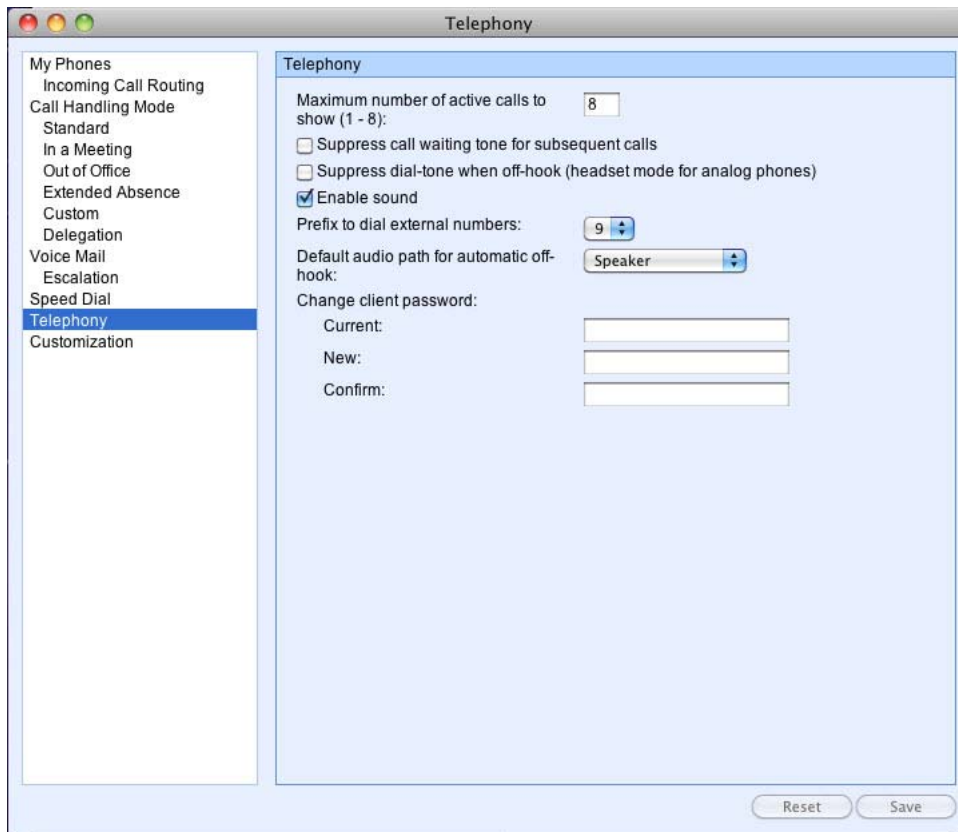 Telephony
My Phones
Incoming Call Routing
Call Handling Mode
Standard
In a Meeting
Out of Office
Extended Absence
Custom
Delegation
Voice Mail
Escalation
Speed Dial
Telephony
Customization
Telephony
Maximum number of active calls to
show (1 - 8):
8
Suppress call waiting tone for subsequent calls
Suppress dial-tone when off-hook (headset mode for analog phones)
Enable sound
Prefix to dial external numbers:
9
Default audio path for automatic off-
hook:
Speaker
Change client password:
Current:
New:
Confirm:
Reset
Save